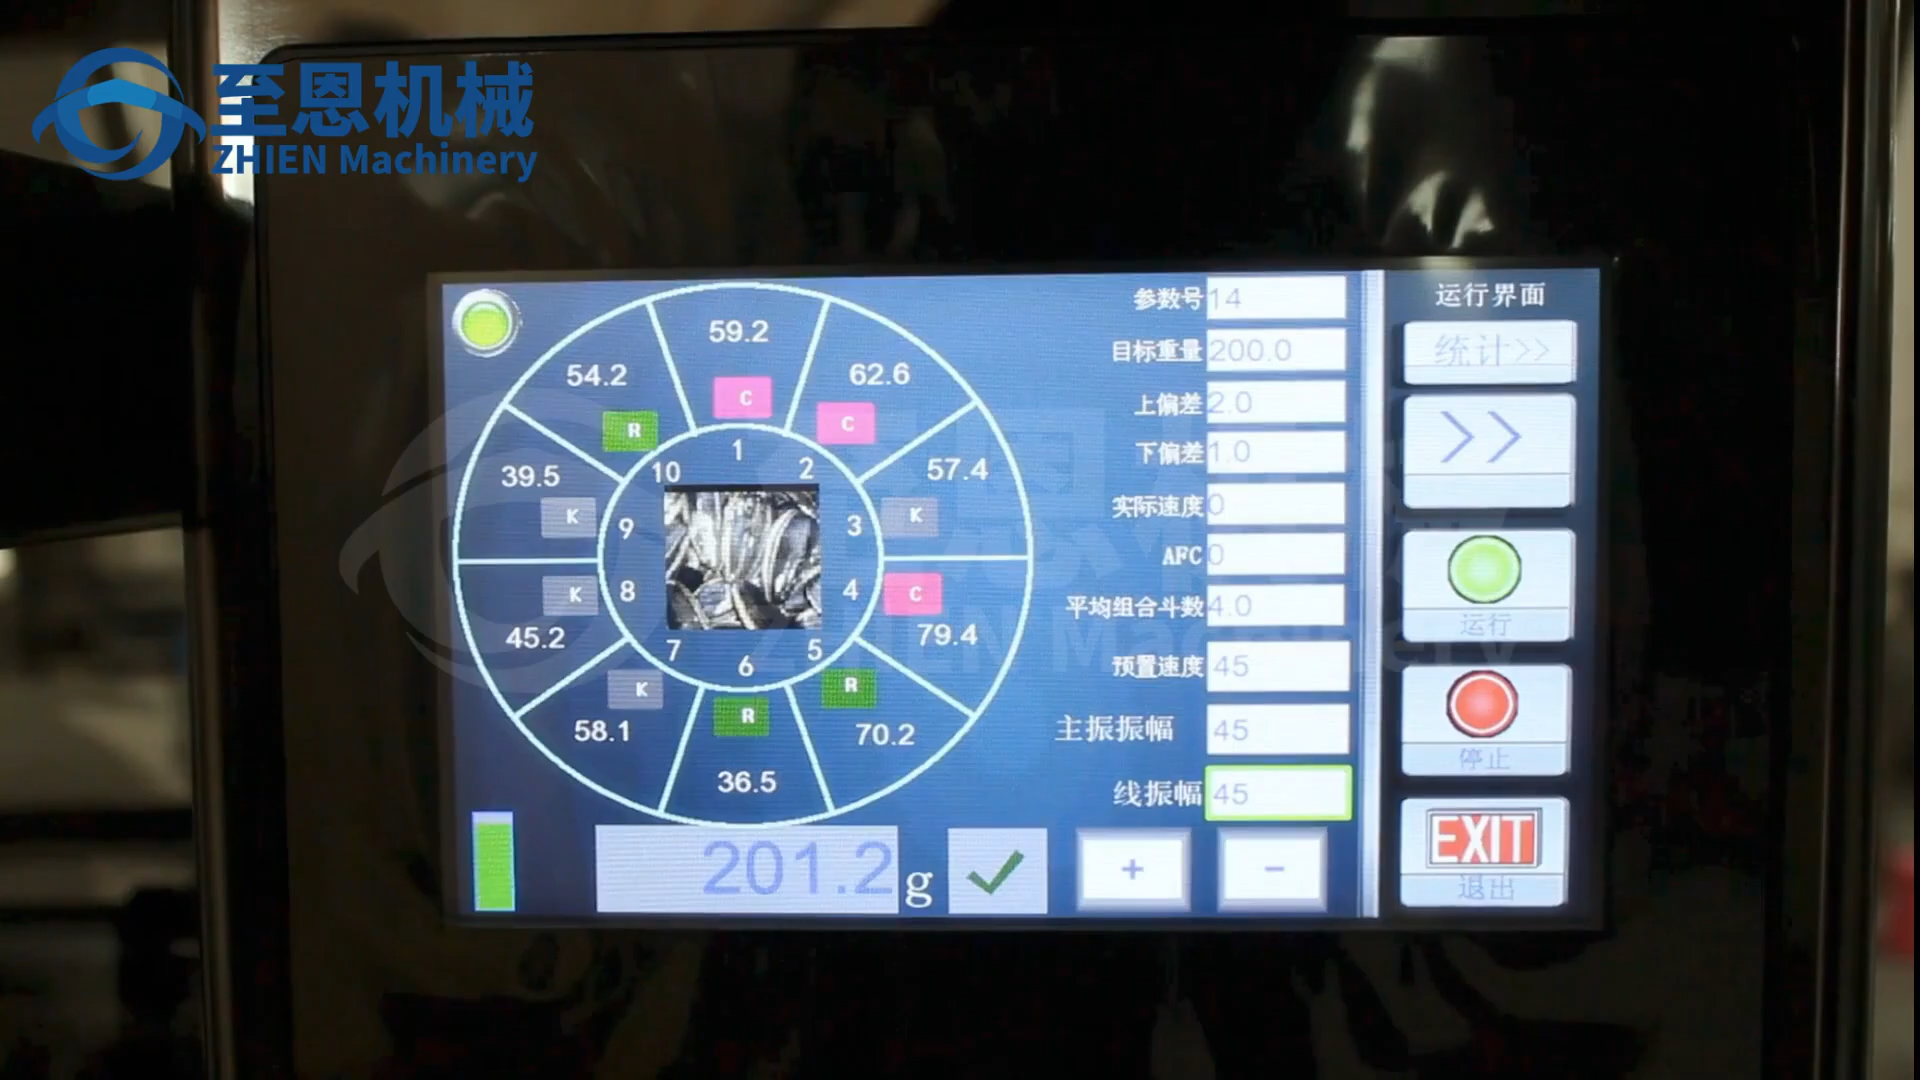 至恩机械
ZHIEN Machinery
运行界面
59.2
54.2
62.6
39.5
57.4
45.2
79.4
58.1
70.2
36.5
C
C
R
K
K
K
C
K
R
R
1
2
3
4
5
6
7
8
9
10
参数号 14
目标重量 200.0
上偏差 2.0
下偏差 1.0
实际速度 0
AFC 0
平均组合斗数 4.0
预置速度 45
主振振幅 45
线振幅 45
201.2 g
+
-
统计>>
>>
运行
停止
EXIT
退出
ZHIEN Machinery